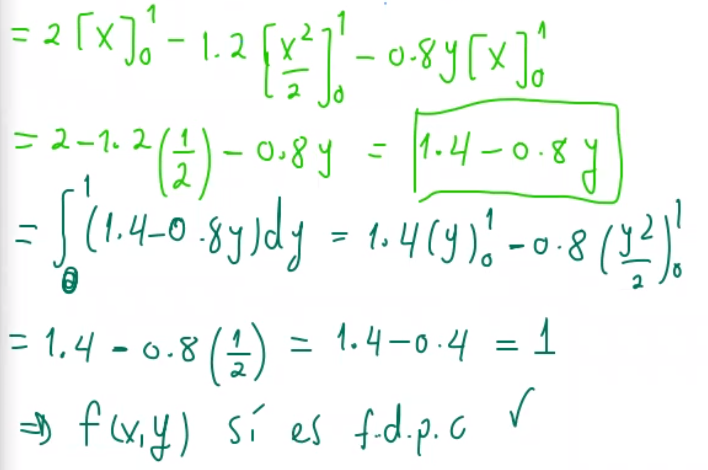 = 2 [x]₀¹ - 1.2 [x²/2]₀¹ - 0.8y [x]₀¹
= 2 - 1.2 (1/2) - 0.8y = 1.4 - 0.8y
= ∫₀¹ (1.4 - 0.8y) dy = 1.4 (y)₀¹ - 0.8 (y²/2)₀¹
= 1.4 - 0.8 (1/2) = 1.4 - 0.4 = 1
⇒ f(x,y) sí es f.d.p.c ✓